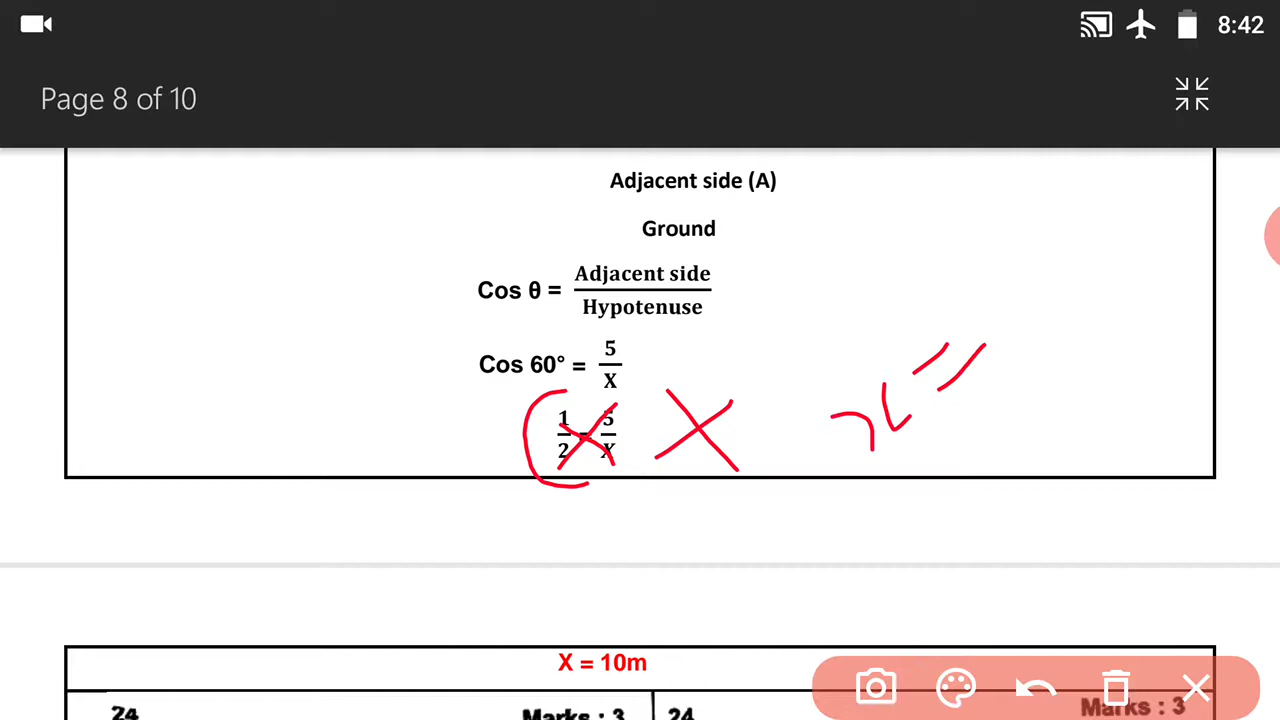 8:42
Page 8 of 10
Adjacent side (A)
Ground
Cos θ = Adjacent side / Hypotenuse
Cos 60° = 5 / X
1 / 2 = 5 / X
x =
X = 10m
24 Marks : 3 24 Marks : 3